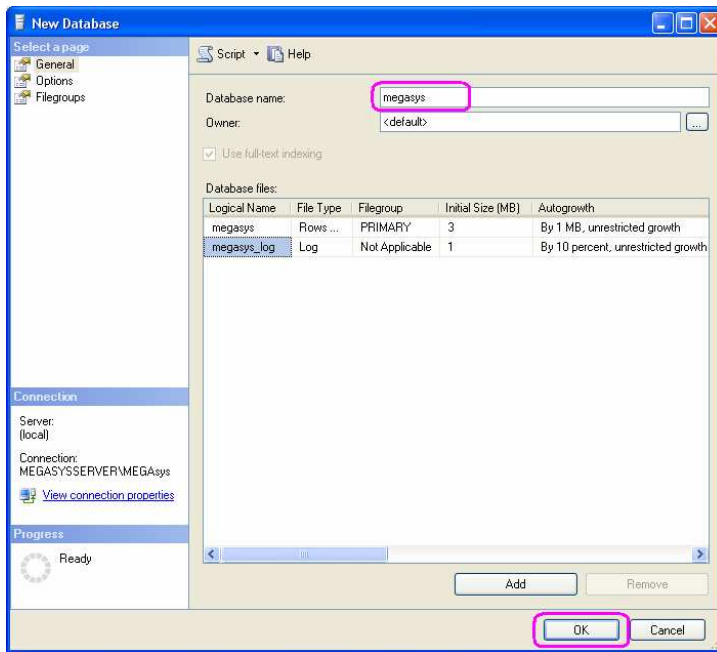 New Database
Select a page
General
Options
Filegroups
Script Help
Database name: megasys
Owner: <default> ...
Use full-text indexing
Database files:
Logical Name File Type Filegroup Initial Size (MB) Autogrowth
megasys Rows ... PRIMARY 3 By 1 MB, unrestricted growth
megasys_log Log Not Applicable 1 By 10 percent, unrestricted growth
Connection
Server:
(local)
Connection:
MEGASYSSERVER\MEGAsys
View connection properties
Progress
Ready
Add Remove
OK Cancel